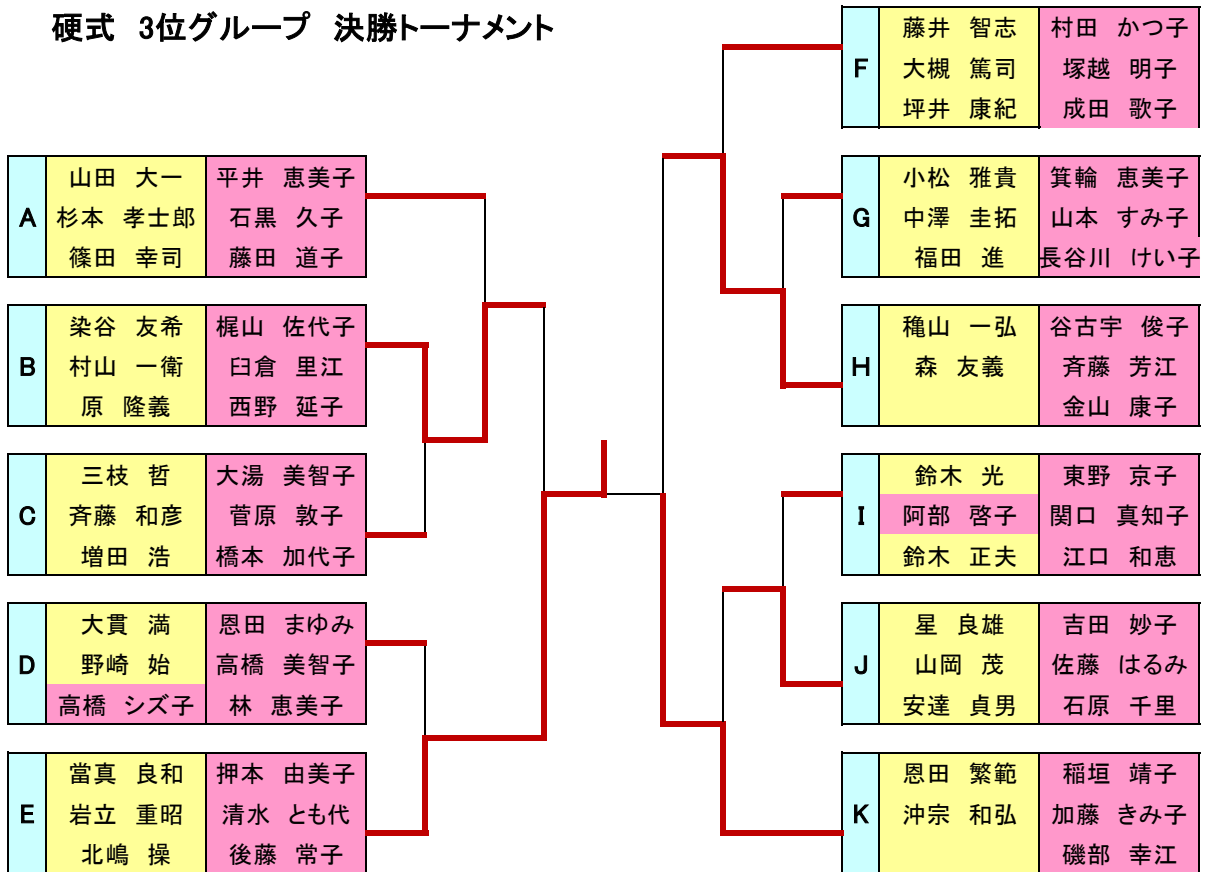 硬式 3位グループ 決勝トーナメント
A
山田 大一 平井 恵美子
杉本 孝士郎 石黒 久子
篠田 幸司 藤田 道子
B
染谷 友希 梶山 佐代子
村山 一衛 臼倉 里江
原 隆義 西野 延子
C
三枝 哲 大湯 美智子
斉藤 和彦 菅原 敦子
増田 浩 橋本 加代子
D
大貫 満 恩田 まゆみ
野崎 始 高橋 美智子
高橋 シズ子 林 恵美子
E
當真 良和 押本 由美子
岩立 重昭 清水 とも代
北嶋 操 後藤 常子
F
藤井 智志 村田 かつ子
大槻 篤司 塚越 明子
坪井 康紀 成田 歌子
G
小松 雅貴 箕輪 恵美子
中澤 圭拓 山本 すみ子
福田 進 長谷川 けい子
H
穐山 一弘 谷古宇 俊子
森 友義 斉藤 芳江
金山 康子
I
鈴木 光 東野 京子
阿部 啓子 関口 真知子
鈴木 正夫 江口 和恵
J
星 良雄 吉田 妙子
山岡 茂 佐藤 はるみ
安達 貞男 石原 千里
K
恩田 繁範 稲垣 靖子
沖宗 和弘 加藤 きみ子
磯部 幸江